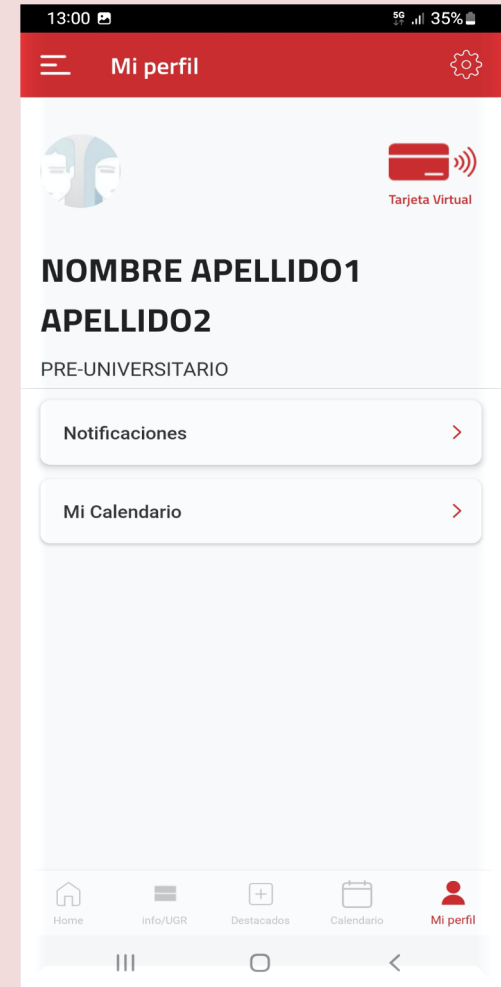 13:00 5G 35%
Mi perfil
Tarjeta Virtual
NOMBRE APELLIDO1
APELLIDO2
PRE-UNIVERSITARIO
Notificaciones
Mi Calendario
Home info/UGR Destacados Calendario Mi perfil